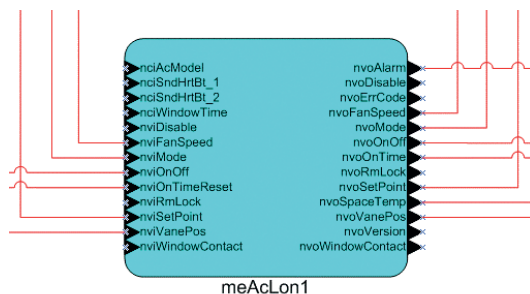 nciAcModel
nciSndHrtBt_1
nciSndHrtBt_2
nciWindowTime
nviDisable
nviFanSpeed
nviMode
nviOnOff
nviOnTimeReset
nviRmLock
nviSetPoint
nviVanePos
nviWindowContact
nvoAlarm
nvoDisable
nvoErrCode
nvoFanSpeed
nvoMode
nvoOnOff
nvoOnTime
nvoRmLock
nvoSetPoint
nvoSpaceTemp
nvoVanePos
nvoVersion
nvoWindowContact
meAcLon1